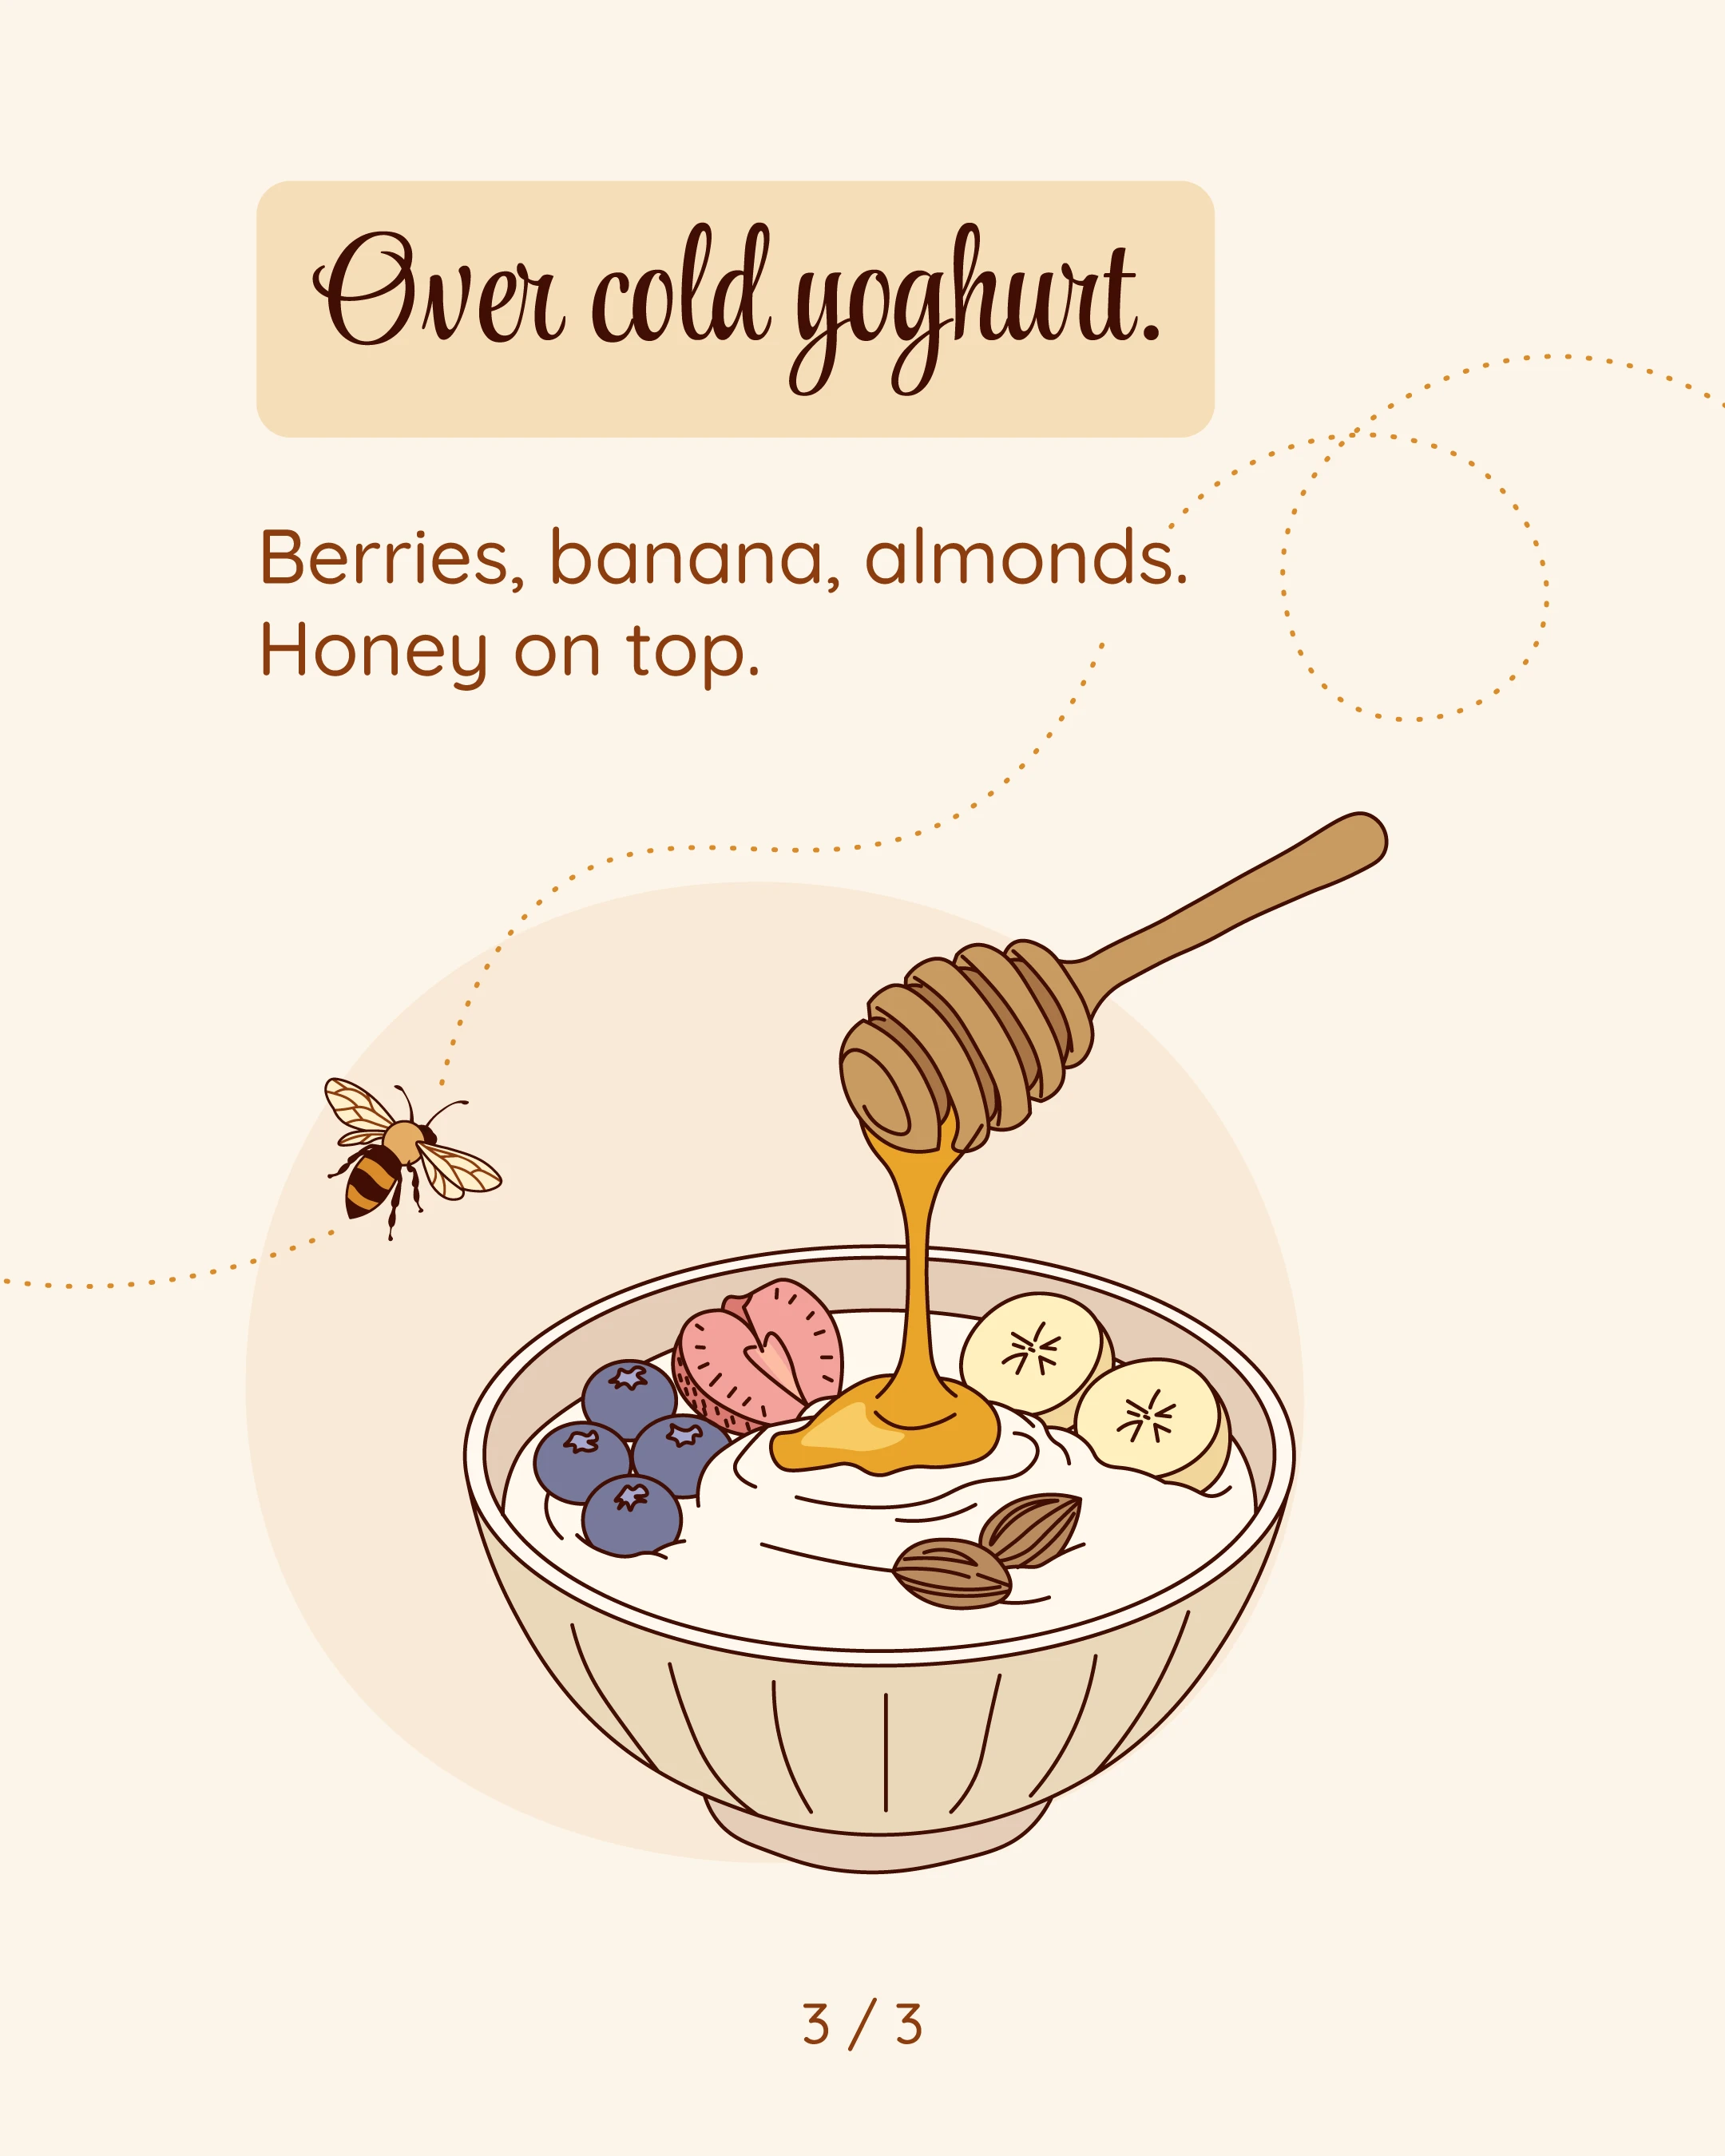 Over cold yoghurt.
Berries, banana, almonds.
Honey on top.
3 / 3